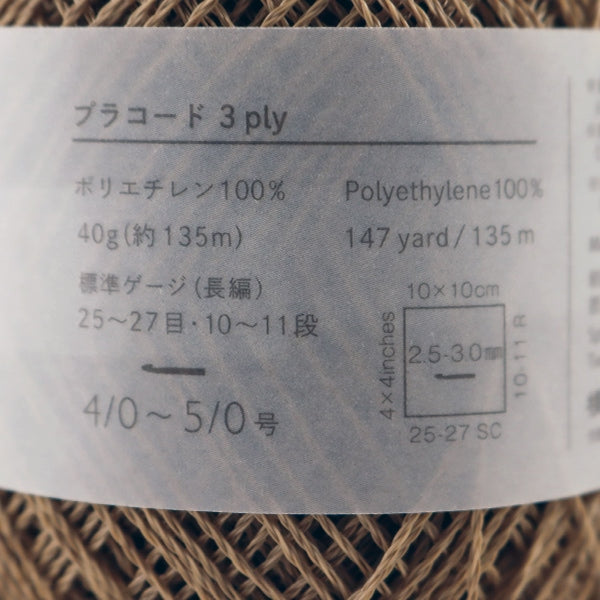 プラコード 3 ply
ポリエチレン100%
40g(約135m)
標準ゲージ(長編)
25～27目・10～11段
4/0～5/0号
Polyethylene100%
147 yard/135m
10×10cm
4×4inches
2.5-3.0mm
10-11 R
25-27 SC